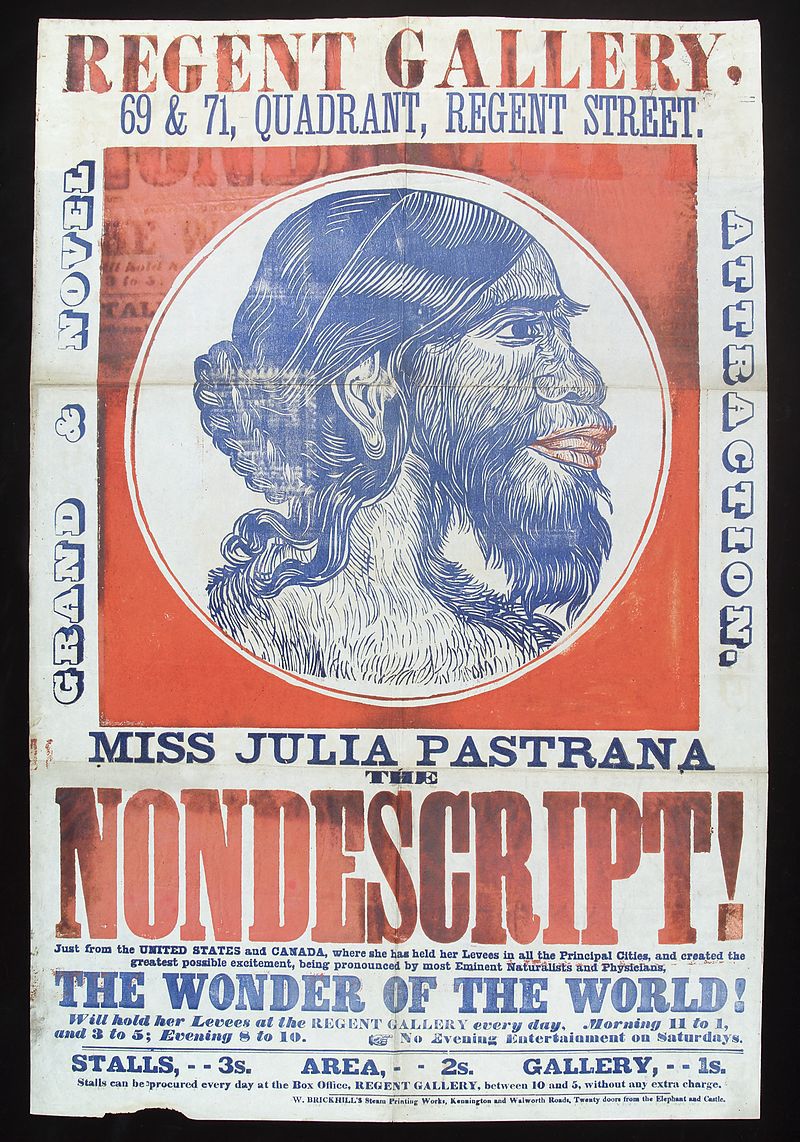 REGENT GALLERY.
69 & 71, QUADRANT, REGENT STREET.
GRAND & NOVEL
ATTRACTION.
MISS JULIA PASTRANA
THE
NONDESCRIPT!
Just from the UNITED STATES and CANADA, where she has held her Levees in all the Principal Cities, and created the
greatest possible excitement, being pronounced by most Eminent Naturalists and Physicians,
THE WONDER OF THE WORLD!
Will hold her Levees at the REGENT GALLERY every day, Morning 11 to 1,
and 3 to 5; Evening 8 to 10. ☞ No Evening Entertainment on Saturdays.
STALLS, - - 3s. AREA, - - 2s. GALLERY, - - 1s.
Stalls can be procured every day at the Box Office, REGENT GALLERY, between 10 and 5, without any extra charge.
W. BRICKHILL'S Steam Printing Works, Kennington and Walworth Roads, Twenty doors from the Elephant and Castle.